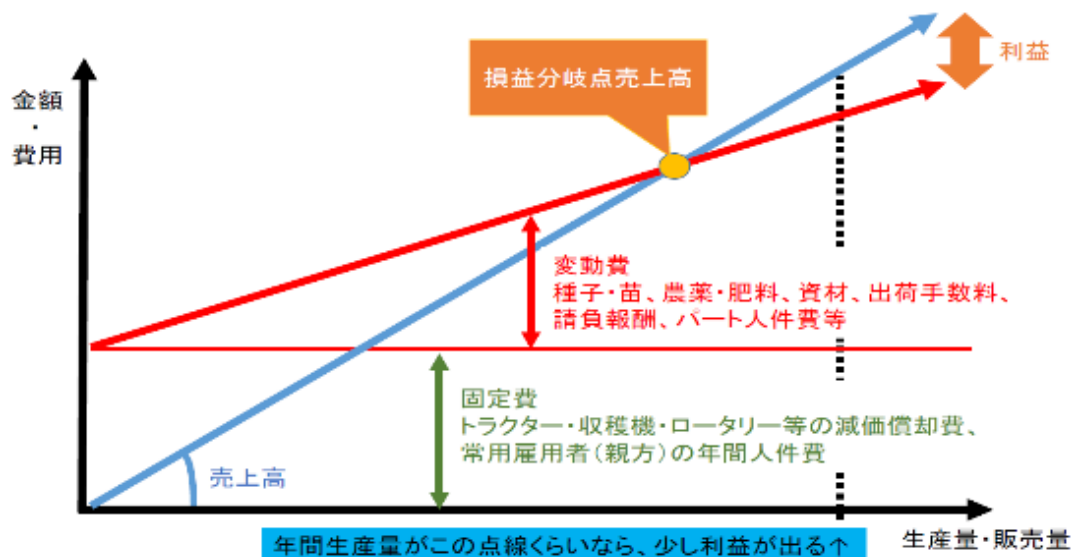 損益分岐点売上高
利益
金額
・
費用
変動費
種子・苗、農薬・肥料、資材、出荷手数料、
請負報酬、パート人件費等
固定費
トラクター・収穫機・ロータリー等の減価償却費、
常用雇用者(親方)の年間人件費
売上高
年間生産量がこの点線くらいなら、少し利益が出る↑
生産量・販売量